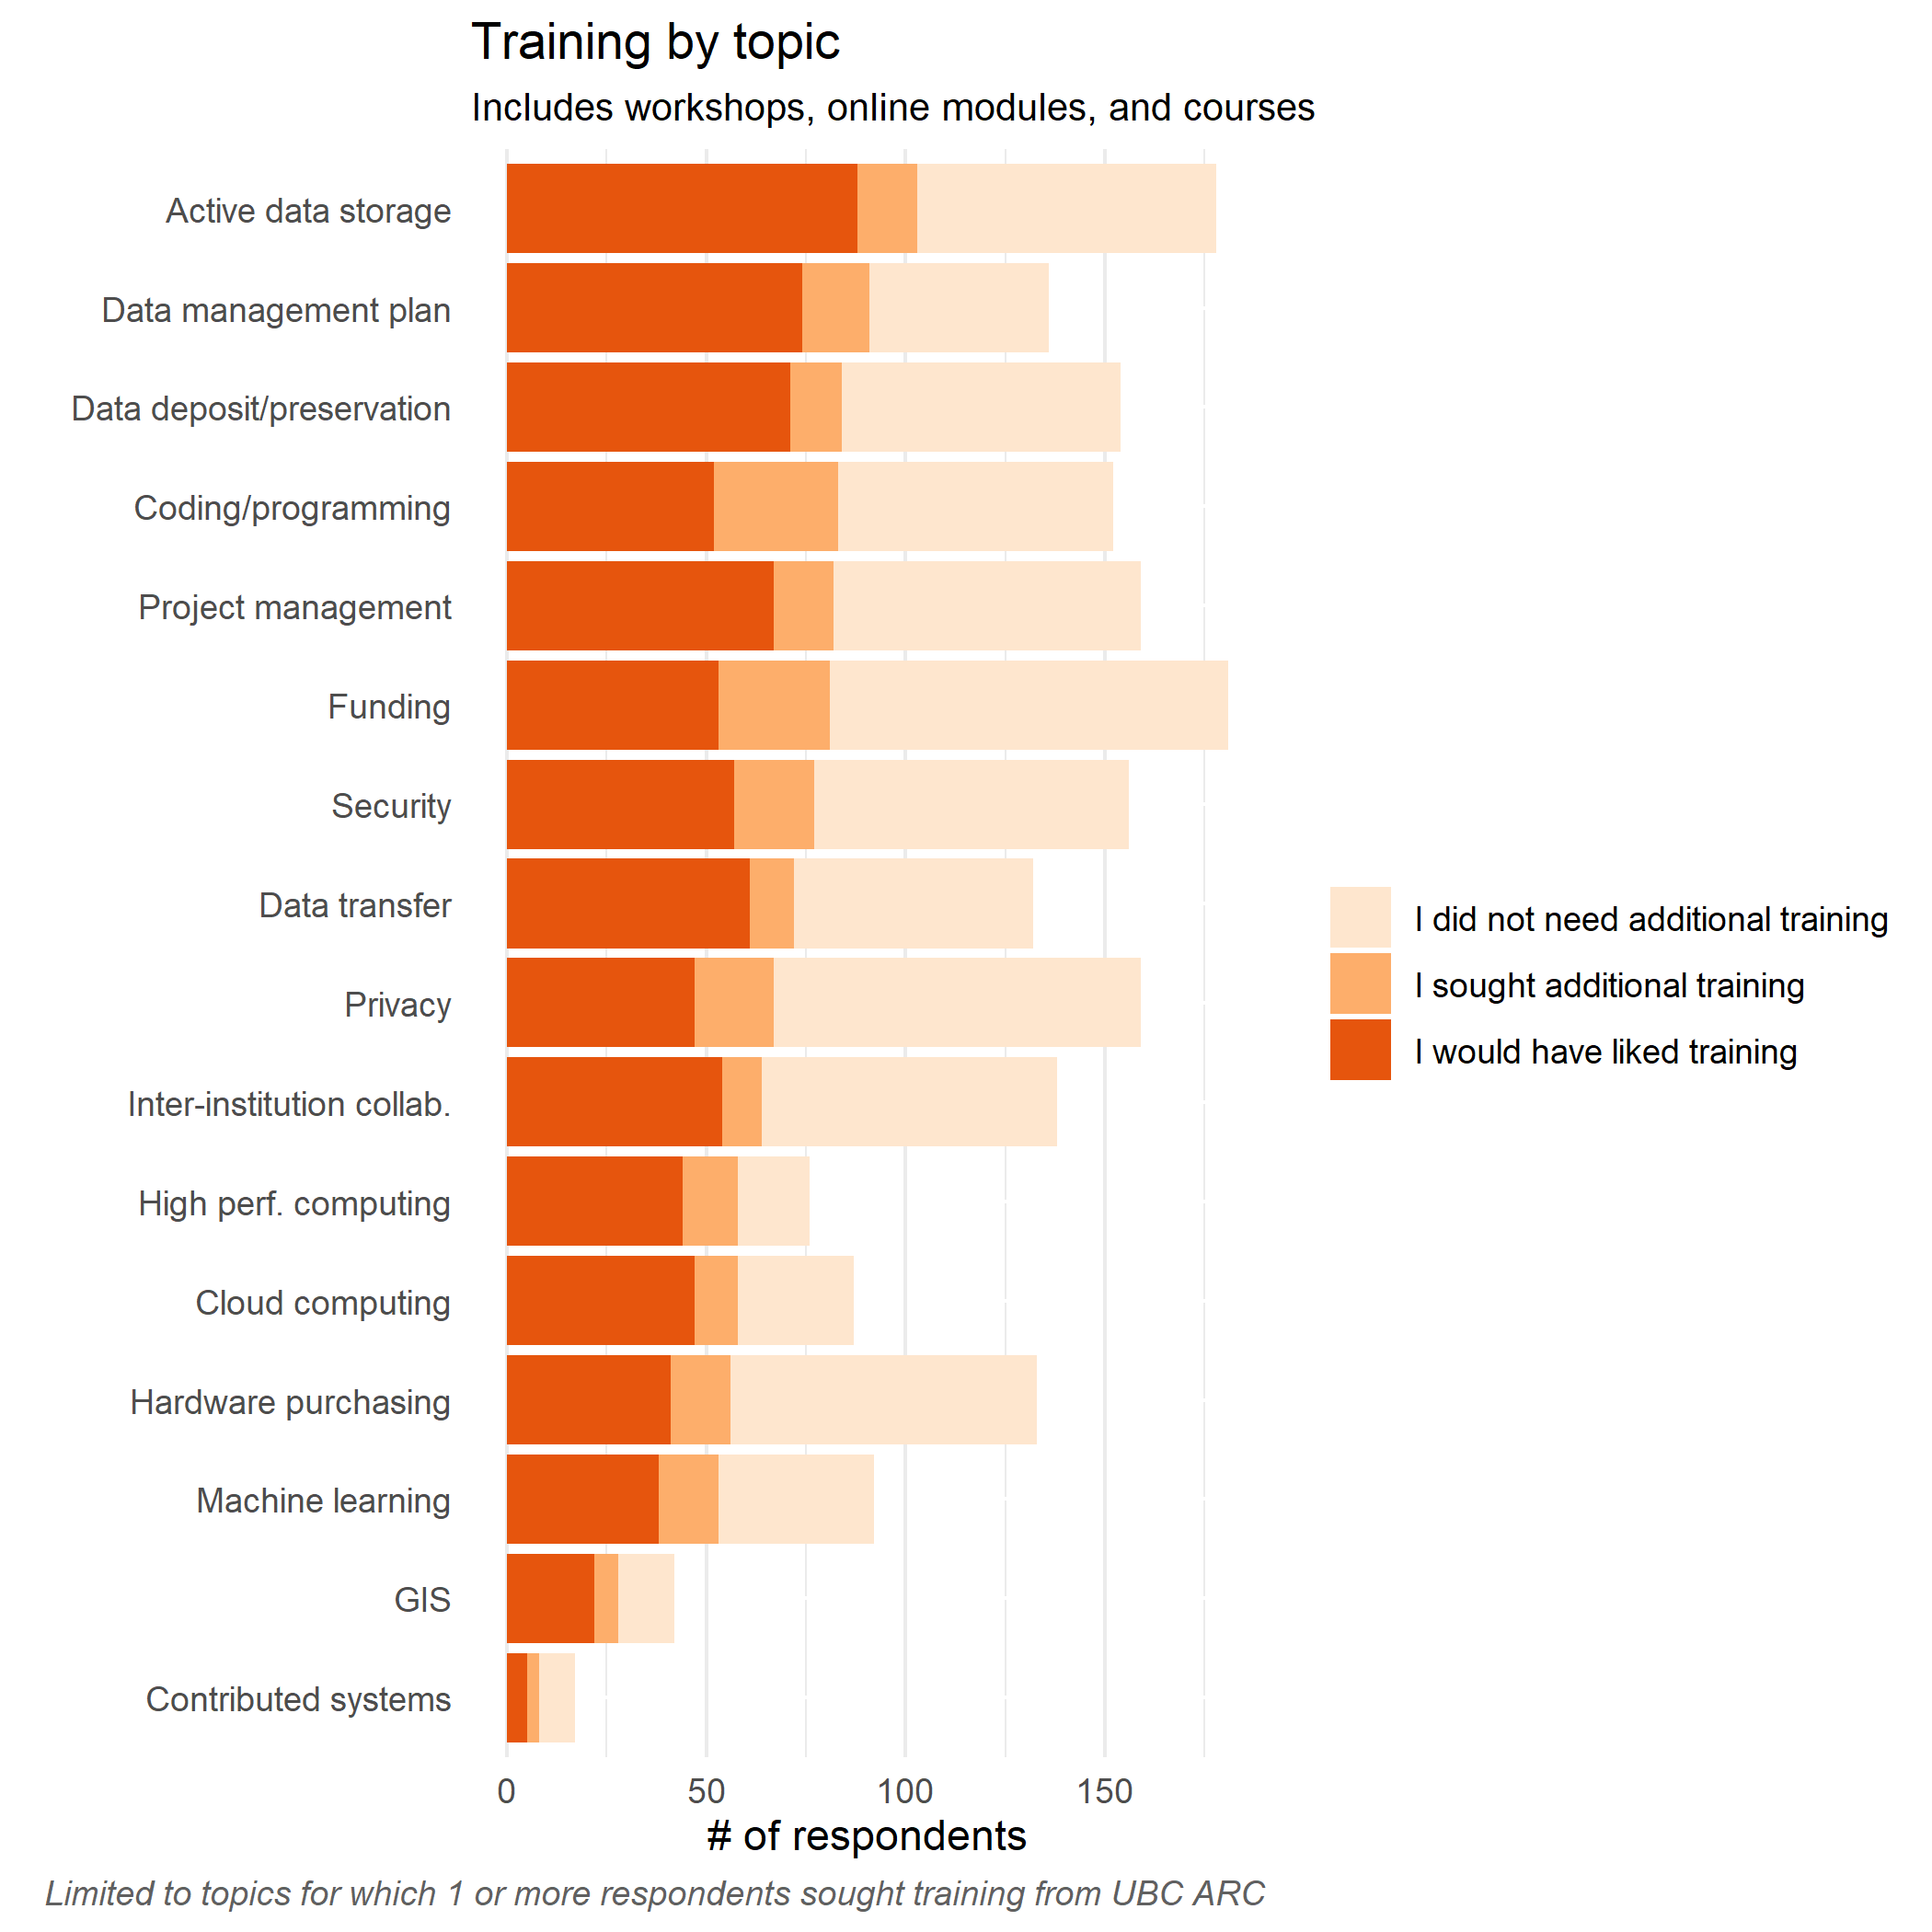 Training by topic
Includes workshops, online modules, and courses
Active data storage
Data management plan
Data deposit/preservation
Coding/programming
Project management
Funding
Security
Data transfer
Privacy
Inter-institution collab.
High perf. computing
Cloud computing
Hardware purchasing
Machine learning
GIS
Contributed systems
I did not need additional training
I sought additional training
I would have liked training
0 50 100 150
# of respondents
Limited to topics for which 1 or more respondents sought training from UBC ARC